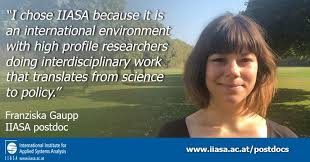 “I chose IIASA because it is
an international environment
with high profile researchers
doing interdisciplinary work
that translates from science
to policy.”
Franziska Gaupp
IIASA postdoc
International Institute for
Applied Systems Analysis
IIASA www.iiasa.ac.at
www.iiasa.ac.at/postdocs